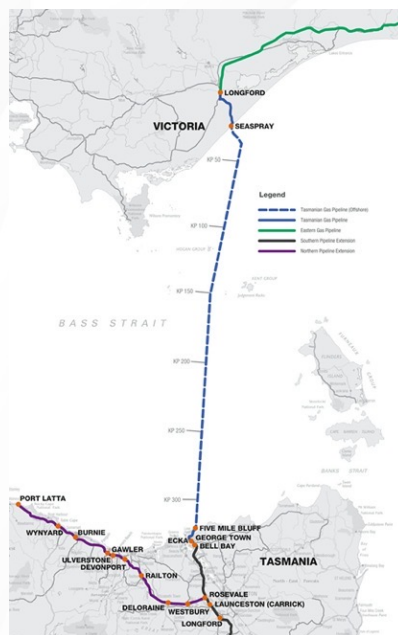 LONGFORD
VICTORIA
SEASPRAY
KP 50
Legend
Tasmanian Gas Pipeline (Offshore)
Tasmanian Gas Pipeline
Eastern Gas Pipeline
Southern Pipeline Extension
Northern Pipeline Extension
KP 100
KP 150
BASS STRAIT
KP 200
KP 250
BANKS STRAIT
KP 300
PORT LATTA
FIVE MILE BLUFF
WYNYARD
BURNIE
ECKA
GEORGE TOWN
BELL BAY
GAWLER
ULVERSTONE
DEVONPORT
TASMANIA
RAILTON
ROSEVALE
DELORAINE
WESTBURY
LAUNCESTON (CARRICK)
LONGFORD